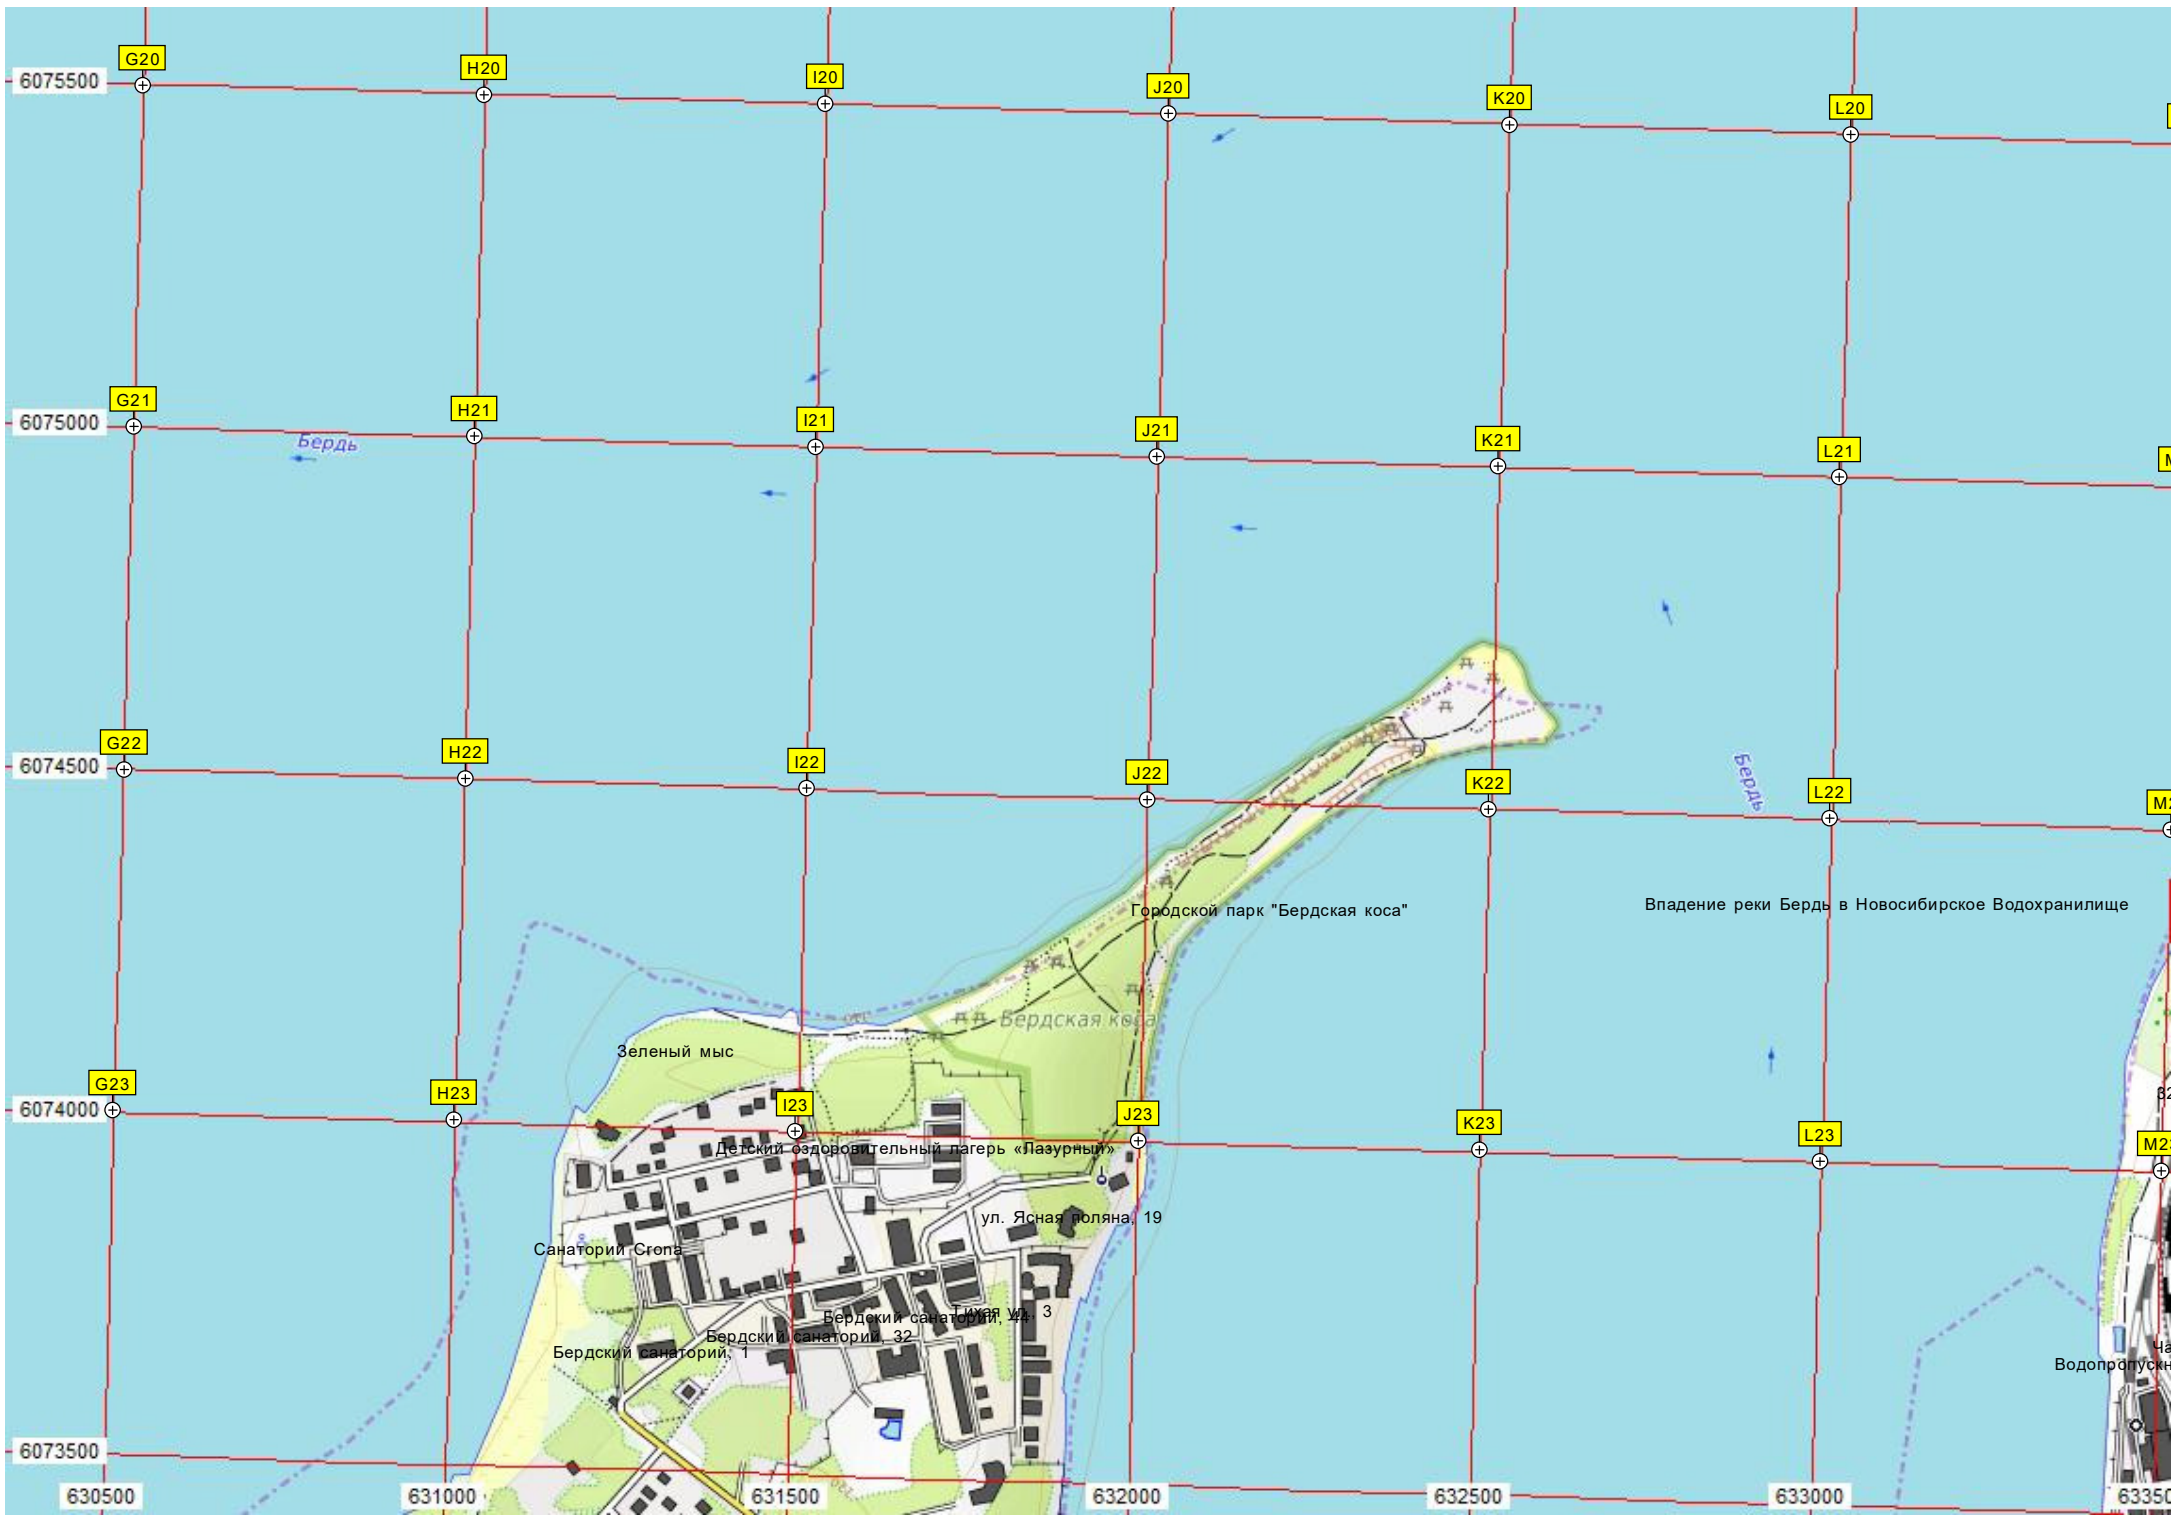 G20
H20
I20
J20
K20
L20
6075500
G21
H21
I21
J21
K21
L21
6075000
Бердь
G22
H22
I22
J22
K22
L22
6074500
Бердь
Городской парк "Бердская коса"
Впадение реки Бердь в Новосибирское Водохранилище
Бердская коса
Зеленый мыс
G23
H23
I23
J23
K23
L23
6074000
Детский оздоровительный лагерь «Лазурный»
ул. Ясная поляна, 19
Санаторий Crona
Тихая ул., 3
Бердский санаторий, 44
Бердский санаторий, 32
Бердский санаторий, 1
Водопропускн
6073500
630500
631000
631500
632000
632500
633000
63350